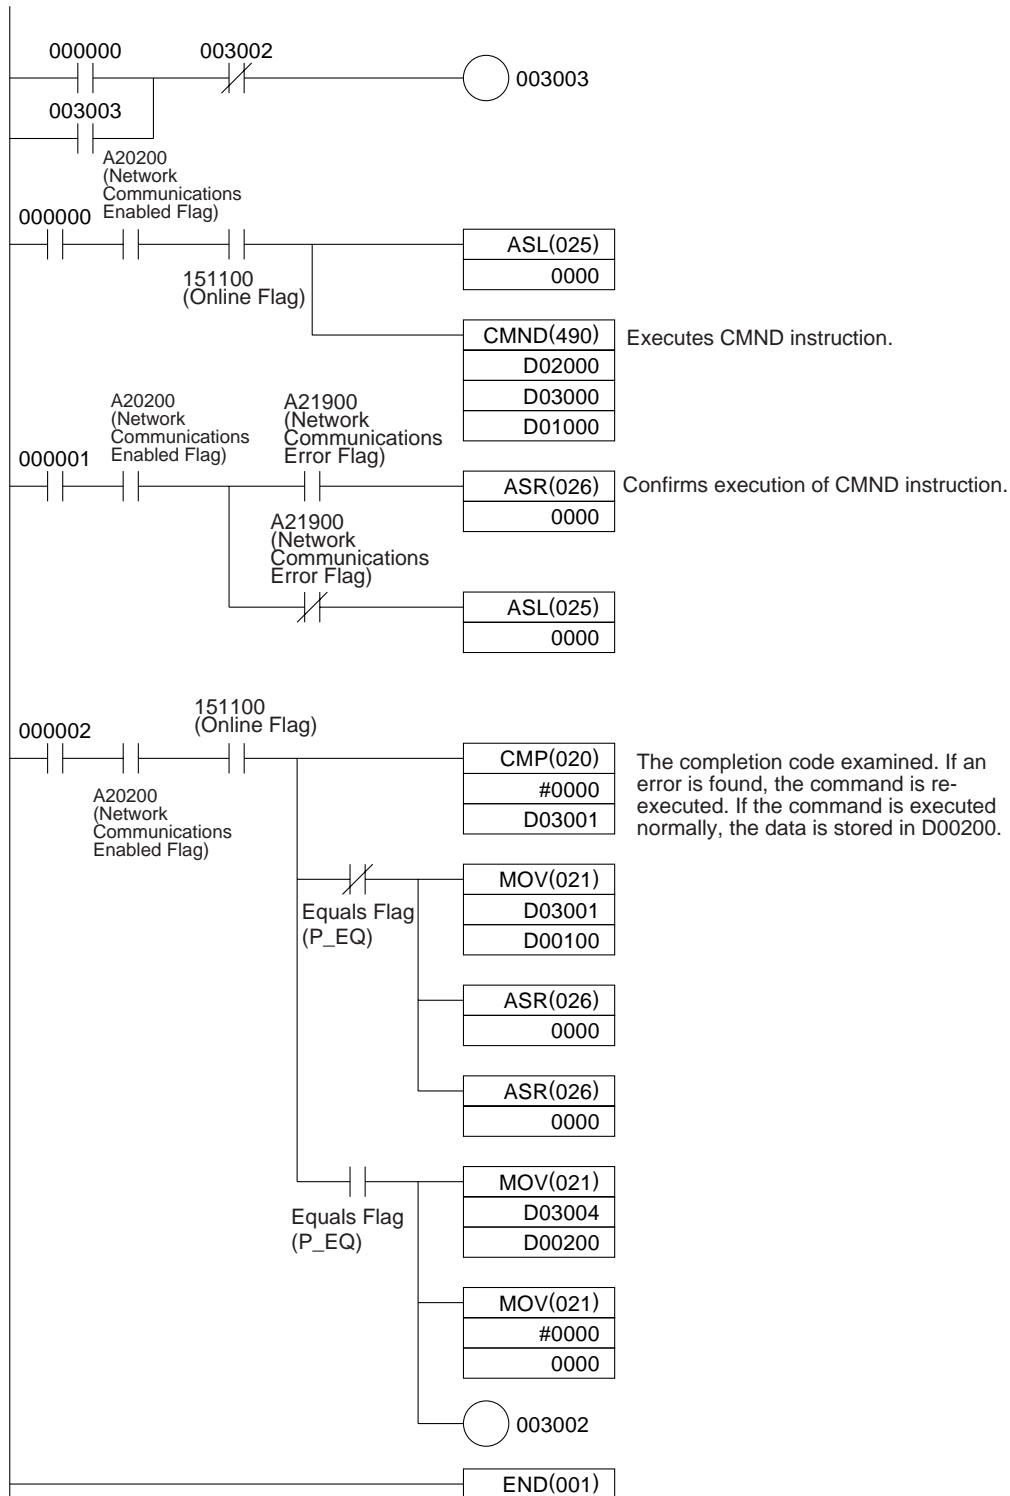 000000 003002
003003
003003
A20200
(Network
Communications
Enabled Flag)
000000
151100
(Online Flag)
ASL(025)
0000
CMND(490)
D02000
D03000
D01000
Executes CMND instruction.
A20200
(Network
Communications
Enabled Flag)
A21900
(Network
Communications
Error Flag)
000001
ASR(026)
0000
Confirms execution of CMND instruction.
A21900
(Network
Communications
Error Flag)
ASL(025)
0000
151100
(Online Flag)
000002
A20200
(Network
Communications
Enabled Flag)
CMP(020)
#0000
D03001
The completion code examined. If an
error is found, the command is re-
executed. If the command is executed
normally, the data is stored in D00200.
Equals Flag
(P_EQ)
MOV(021)
D03001
D00100
ASR(026)
0000
ASR(026)
0000
Equals Flag
(P_EQ)
MOV(021)
D03004
D00200
MOV(021)
#0000
0000
003002
END(001)